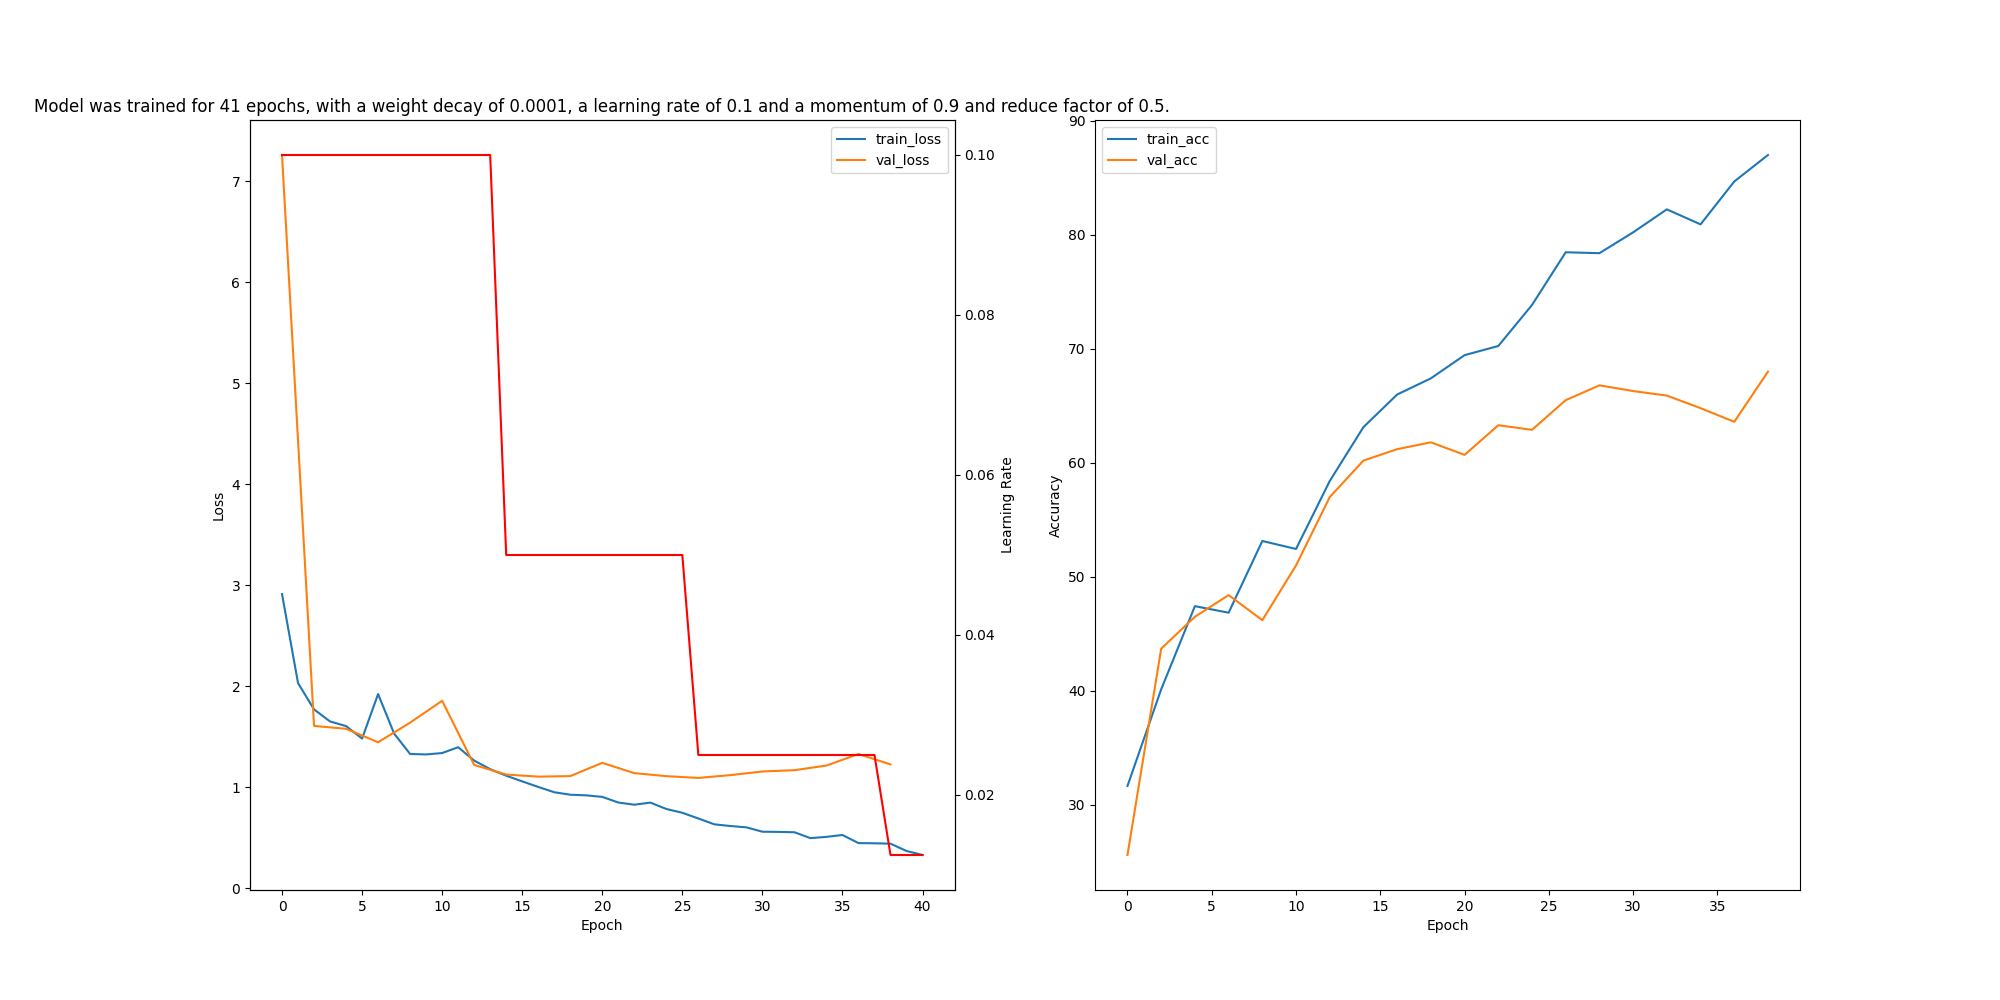 Model was trained for 41 epochs, with a weight decay of 0.0001, a learning rate of 0.1 and a momentum of 0.9 and reduce factor of 0.5.
train_loss
val_loss
7
6
5
4
3
2
1
0
Loss
0.10
0.08
0.06
0.04
0.02
Learning Rate
0 5 10 15 20 25 30 35 40
Epoch
train_acc
val_acc
90
80
70
60
50
40
30
Accuracy
0 5 10 15 20 25 30 35
Epoch